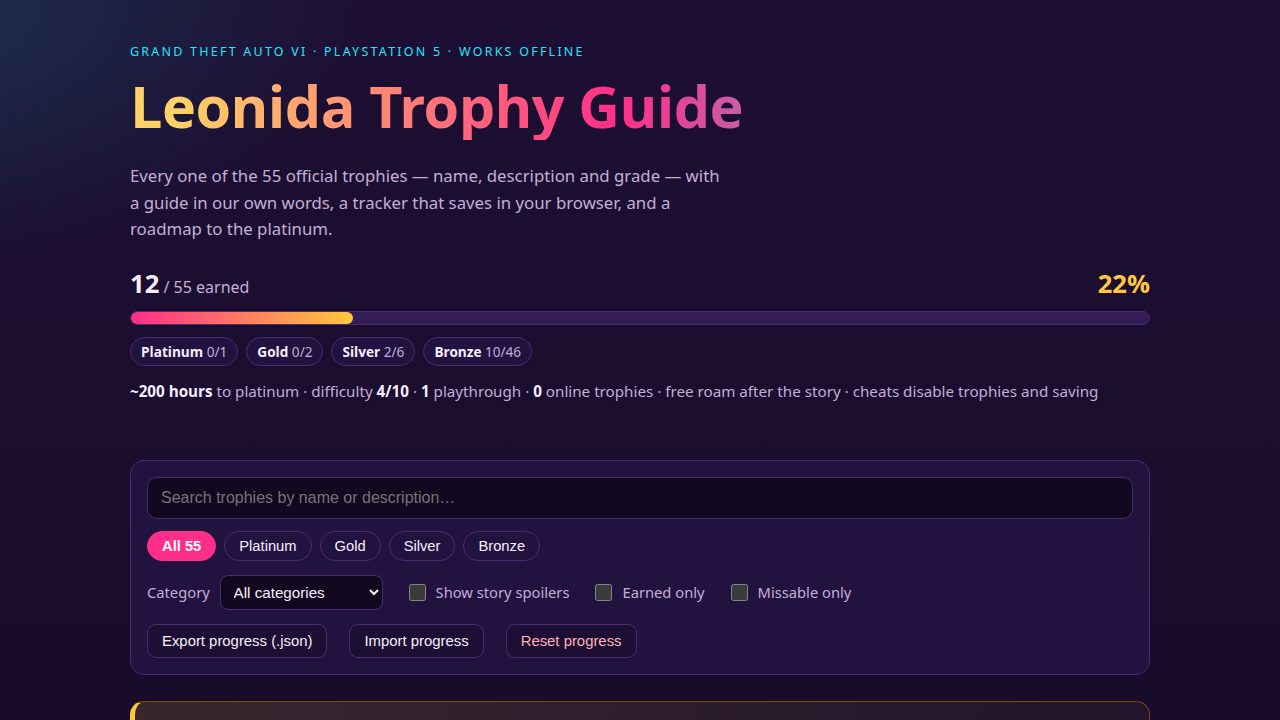 GRAND THEFT AUTO VI · PLAYSTATION 5 · WORKS OFFLINE
Leonida Trophy Guide
Every one of the 55 official trophies — name, description and grade — with
a guide in our own words, a tracker that saves in your browser, and a
roadmap to the platinum.
12 / 55 earned 22%
Platinum 0/1 Gold 0/2 Silver 2/6 Bronze 10/46
~200 hours to platinum · difficulty 4/10 · 1 playthrough · 0 online trophies · free roam after the story · cheats disable trophies and saving
Search trophies by name or description…
All 55 Platinum Gold Silver Bronze
Category All categories Show story spoilers Earned only Missable only
Export progress (.json) Import progress Reset progress